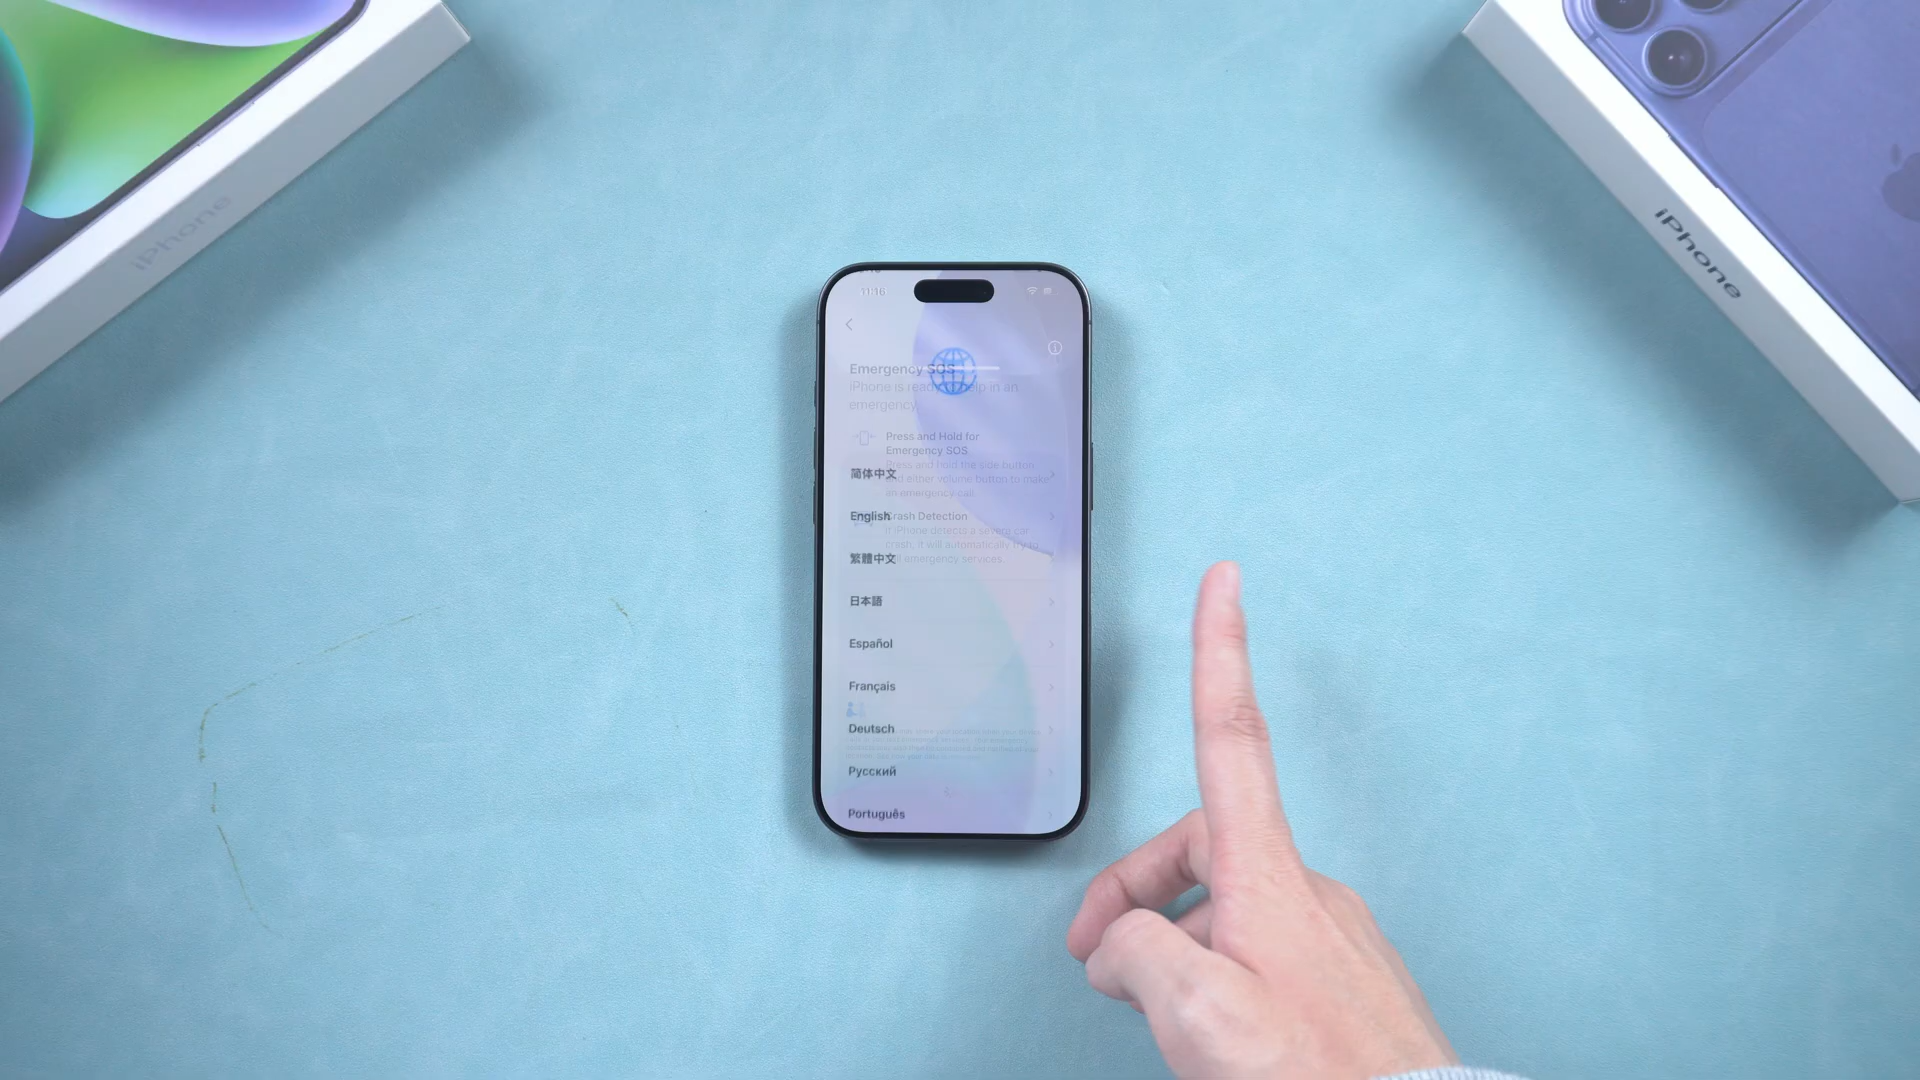 iPhone
iPhone
11:16
Emergency SOS
iPhone is ready help in an
emergency.
Press and Hold for
Emergency SOS
Press and hold the side button
and either volume button to make
an emergency call.
简体中文
English
Crash Detection
If iPhone detects a severe car
crash, it will automatically try to
emergency services.
繁體中文
日本語
Español
Français
Deutsch
Русский
Português